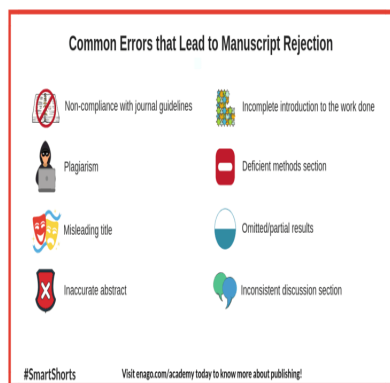 Common Errors that Lead to Manuscript Rejection
Non-compliance with journal guidelines
Incomplete introduction to the work done
Plagiarism
Deficient methods section
Misleading title
Omitted/partial results
Inaccurate abstract
Inconsistent discussion section
#SmartShorts
Visit enago.com/academy today to know more about publishing!